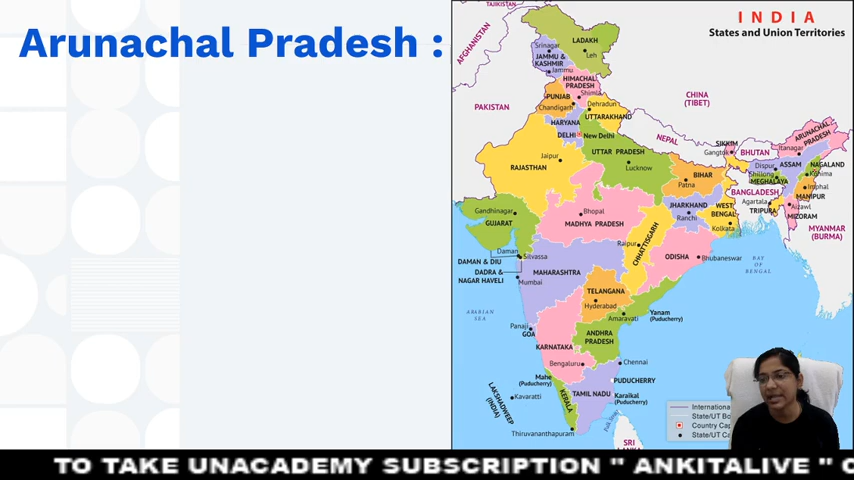 Arunachal Pradesh :
INDIA
States and Union Territories
TAJIKISTAN
AFGHANISTAN
PAKISTAN
CHINA
(TIBET)
NEPAL
BHUTAN
BANGLADESH
MYANMAR
(BURMA)
LADAKH
Leh
Srinagar
JAMMU &
KASHMIR
Jammu
HIMACHAL
PRADESH
Shimla
PUNJAB
Chandigarh
Dehradun
UTTARAKHAND
HARYANA
DELHI
New Delhi
RAJASTHAN
Jaipur
UTTAR PRADESH
Lucknow
BIHAR
Patna
SIKKIM
Gangtok
ARUNACHAL
PRADESH
Itanagar
ASSAM
Dispur
NAGALAND
Kohima
Shillong
MEGHALAYA
Imphal
MANIPUR
Agartala
TRIPURA
Aizawl
MIZORAM
Gandhinagar
GUJARAT
Bhopal
MADHYA PRADESH
JHARKHAND
Ranchi
WEST
BENGAL
Kolkata
Raipur
CHHATTISGARH
ODISHA
Bhubaneswar
Daman
Silvassa
DAMAN & DIU
DADRA &
NAGAR HAVELI
MAHARASHTRA
Mumbai
TELANGANA
Hyderabad
BAY
OF
BENGAL
ARABIAN
SEA
Amaravati
Yanam
(Puducherry)
ANDHRA
PRADESH
Panaji
GOA
KARNATAKA
Bengaluru
Chennai
Mahe
(Puducherry)
PUDUCHERRY
Karaikal
(Puducherry)
TAMIL NADU
KERALA
LAKSHADWEEP
(INDIA)
Kavaratti
Thiruvananthapuram
Palk Strait
SRI
International
State/UT Bo
Country Cap
State/UT Ca
TO TAKE UNACADEMY SUBSCRIPTION " ANKITALIVE "